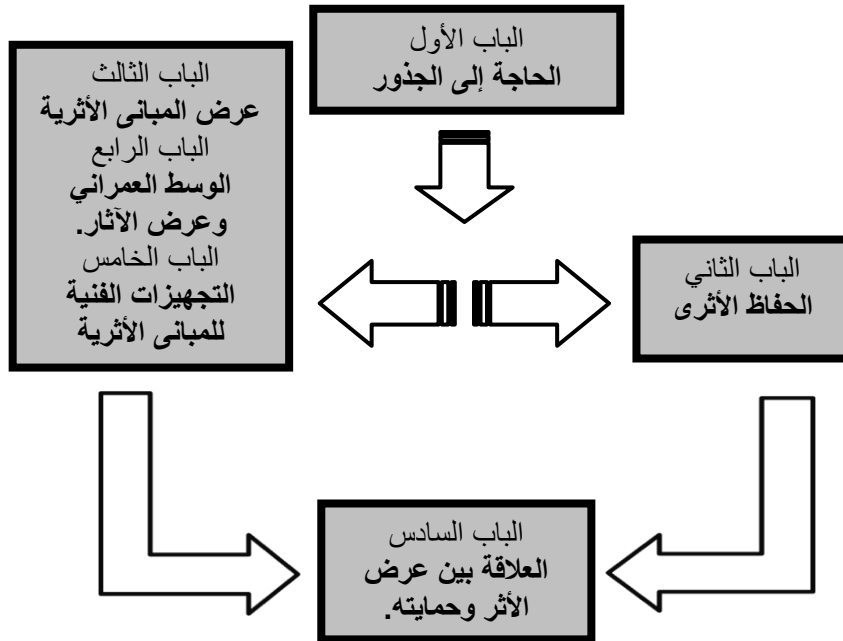 الباب الأول
الحاجة إلى الجذور
الباب الثاني
الحفاظ الأثرى
الباب الثالث
عرض المبانى الأثرية
الباب الرابع
الوسط العمراني
وعرض الآثار.
الباب الخامس
التجهيزات الفنية
للمبانى الأثرية
الباب السادس
العلاقة بين عرض
الأثر وحمايته.